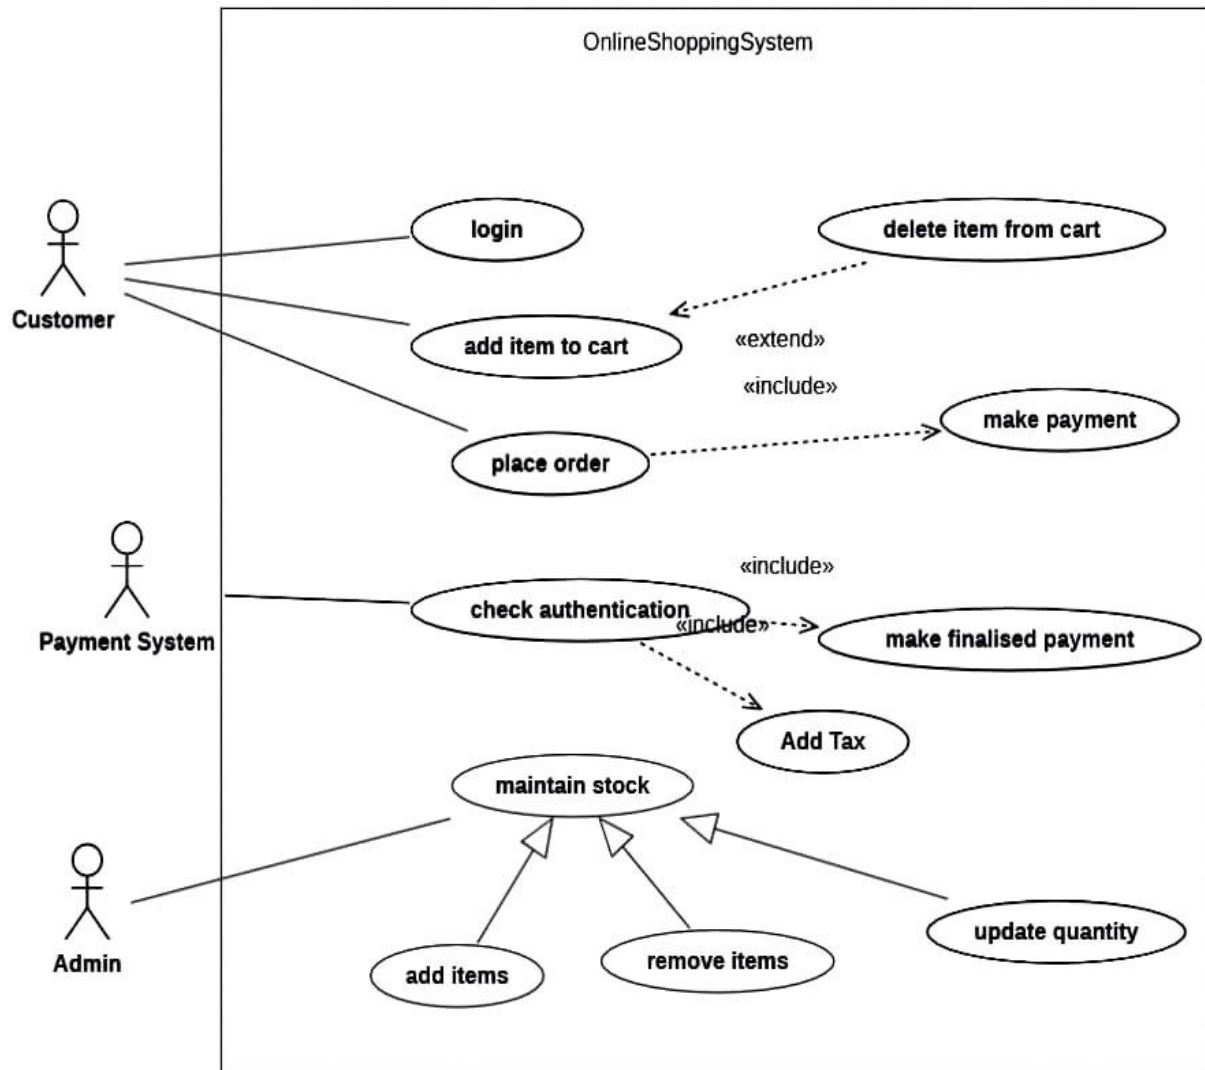 OnlineShoppingSystem
login
delete item from cart
Customer
add item to cart
«extend»
«include»
make payment
place order
«include»
check authentication
«include»
make finalised payment
Payment System
Add Tax
maintain stock
update quantity
remove items
add items
Admin